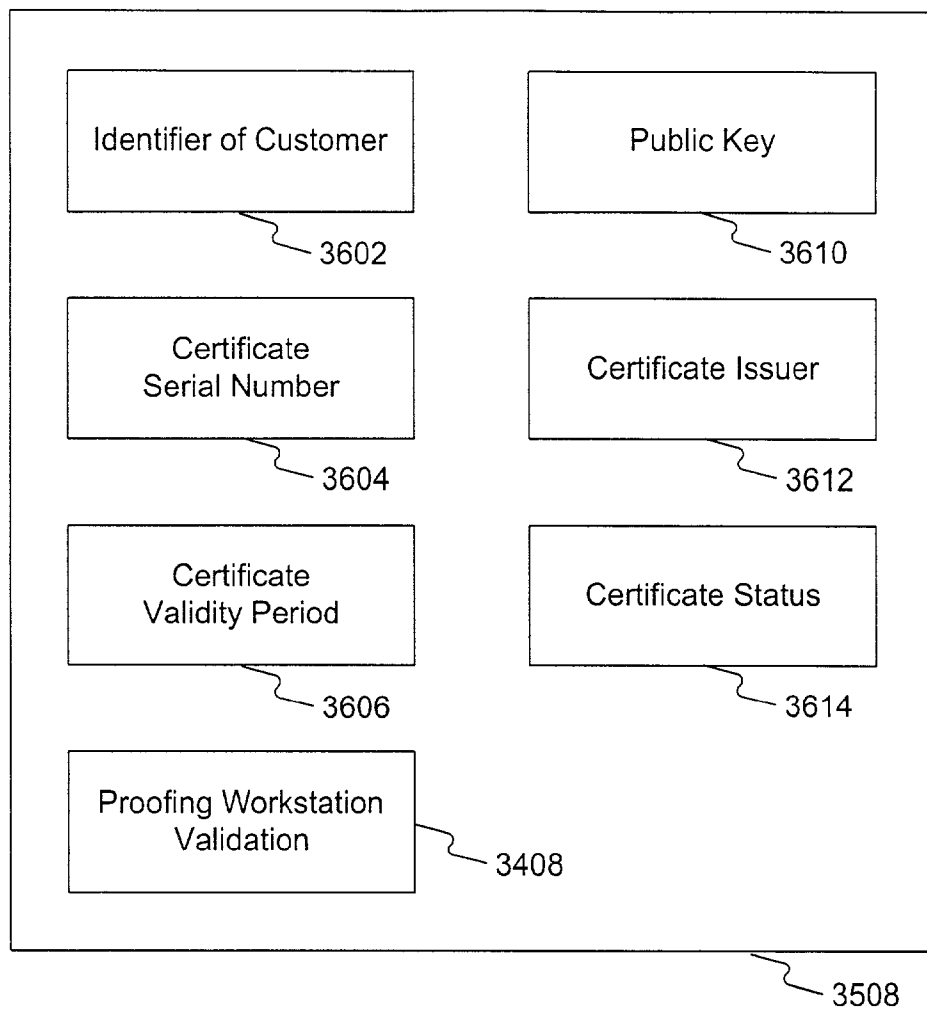 Identifier of Customer
3602
Public Key
3610
Certificate
Serial Number
3604
Certificate Issuer
3612
Certificate
Validity Period
3606
Certificate Status
3614
Proofing Workstation
Validation
3408
3508